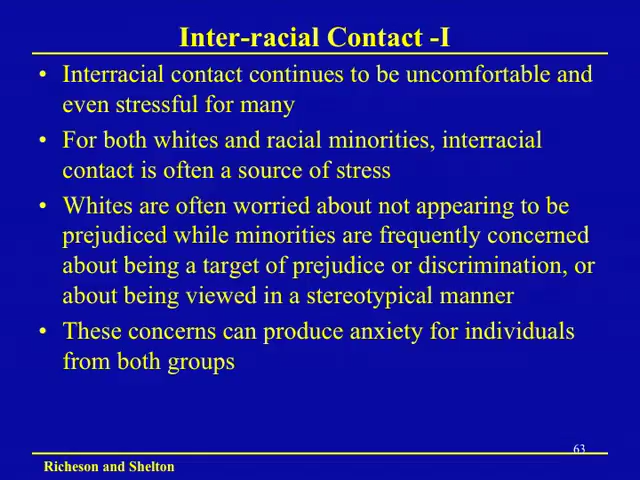 Inter-racial Contact -I
• Interracial contact continues to be uncomfortable and
even stressful for many
• For both whites and racial minorities, interracial
contact is often a source of stress
• Whites are often worried about not appearing to be
prejudiced while minorities are frequently concerned
about being a target of prejudice or discrimination, or
about being viewed in a stereotypical manner
• These concerns can produce anxiety for individuals
from both groups
63
Richeson and Shelton